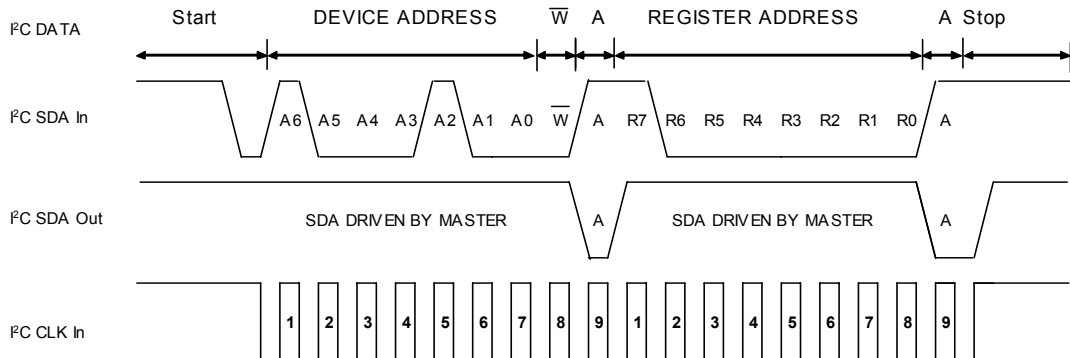 I²C DATA Start DEVICE ADDRESS W̅ A REGISTER ADDRESS A Stop
I²C SDA In A6 A5 A4 A3 A2 A1 A0 W̅ A R7 R6 R5 R4 R3 R2 R1 R0 A
I²C SDA Out SDA DRIVEN BY MASTER A SDA DRIVEN BY MASTER A
I²C CLK In 1 2 3 4 5 6 7 8 9 1 2 3 4 5 6 7 8 9